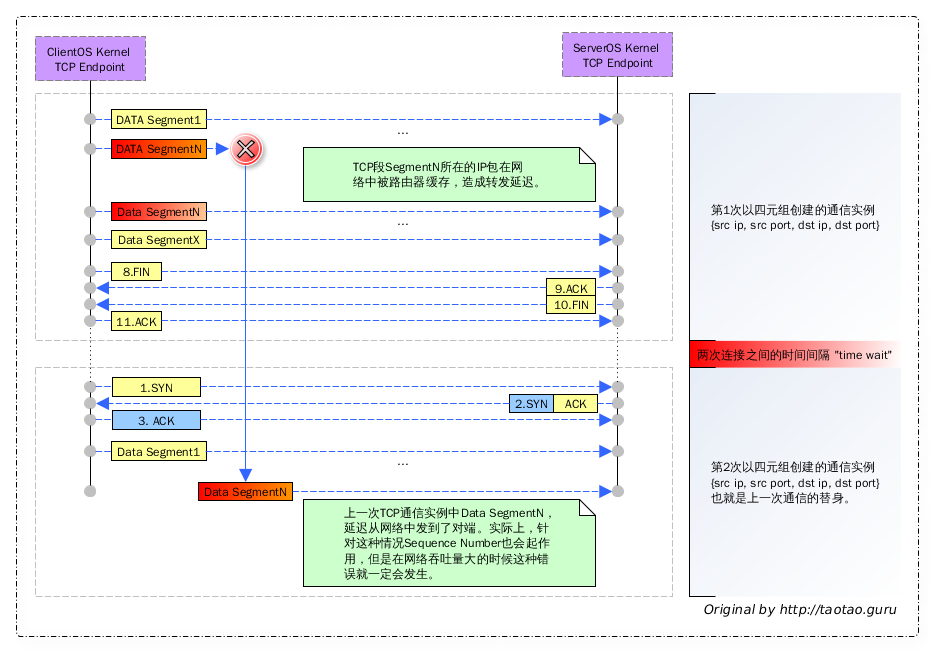 ClientOS Kernel
TCP Endpoint
ServerOS Kernel
TCP Endpoint
DATA Segment1
...
DATA SegmentN
TCP段SegmentN所在的IP包在网
络中被路由器缓存，造成转发延迟。
Data SegmentN
...
Data SegmentX
8.FIN
9.ACK
10.FIN
11.ACK
第1次以四元组创建的通信实例
{src ip, src port, dst ip, dst port}
两次连接之间的时间间隔 "time wait"
1.SYN
2.SYN ACK
3. ACK
Data Segment1
...
Data SegmentN
上一次TCP通信实例中Data SegmentN，
延迟从网络中发到了对端。实际上，针
对这种情况Sequence Number也会起作
用，但是在网络吞吐量大的时候这种错
误就一定会发生。
第2次以四元组创建的通信实例
{src ip, src port, dst ip, dst port}
也就是上一次通信的替身。
Original by http://taotao.guru